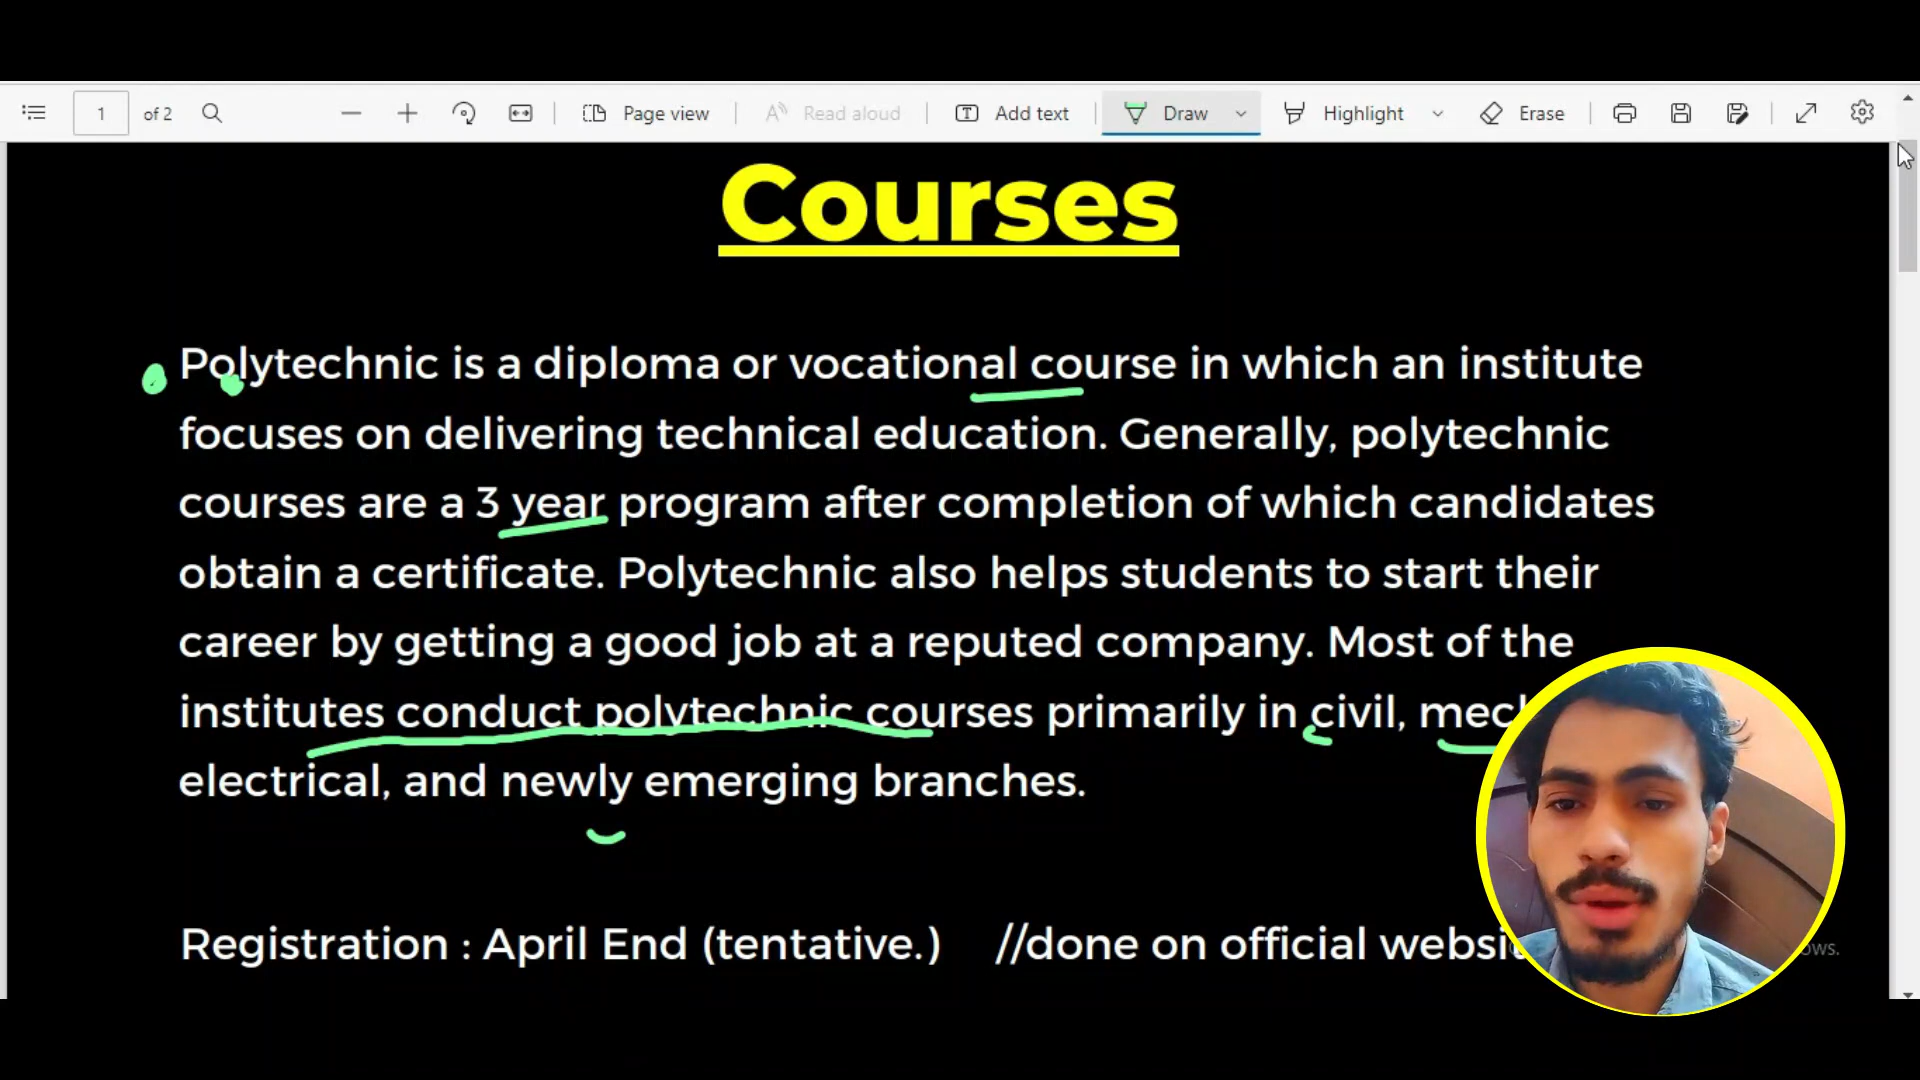 1 of 2 Page view Read aloud Add text Draw Highlight Erase
Courses
Polytechnic is a diploma or vocational course in which an institute
focuses on delivering technical education. Generally, polytechnic
courses are a 3 year program after completion of which candidates
obtain a certificate. Polytechnic also helps students to start their
career by getting a good job at a reputed company. Most of the
institutes conduct polytechnic courses primarily in civil,
electrical, and newly emerging branches.
Registration : April End (tentative.) //done on official